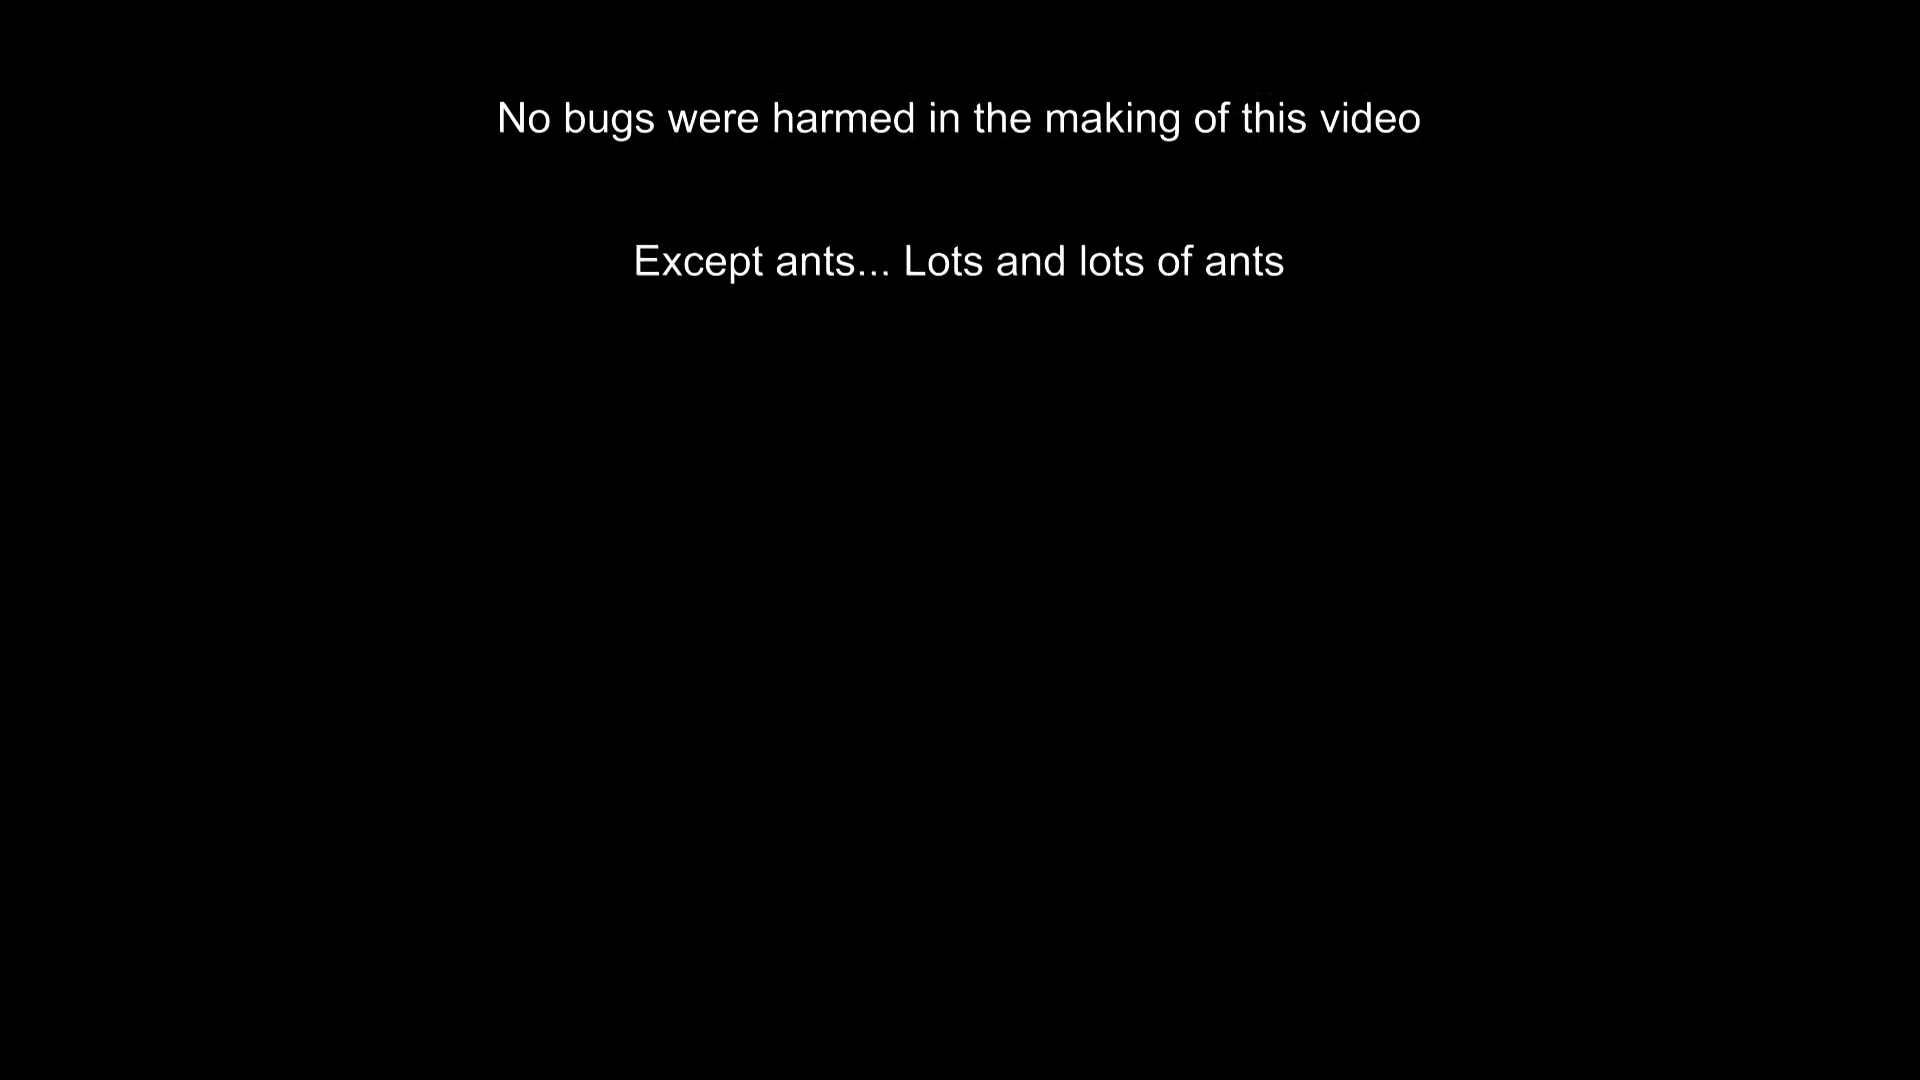 No bugs were harmed in the making of this video
Except ants... Lots and lots of ants